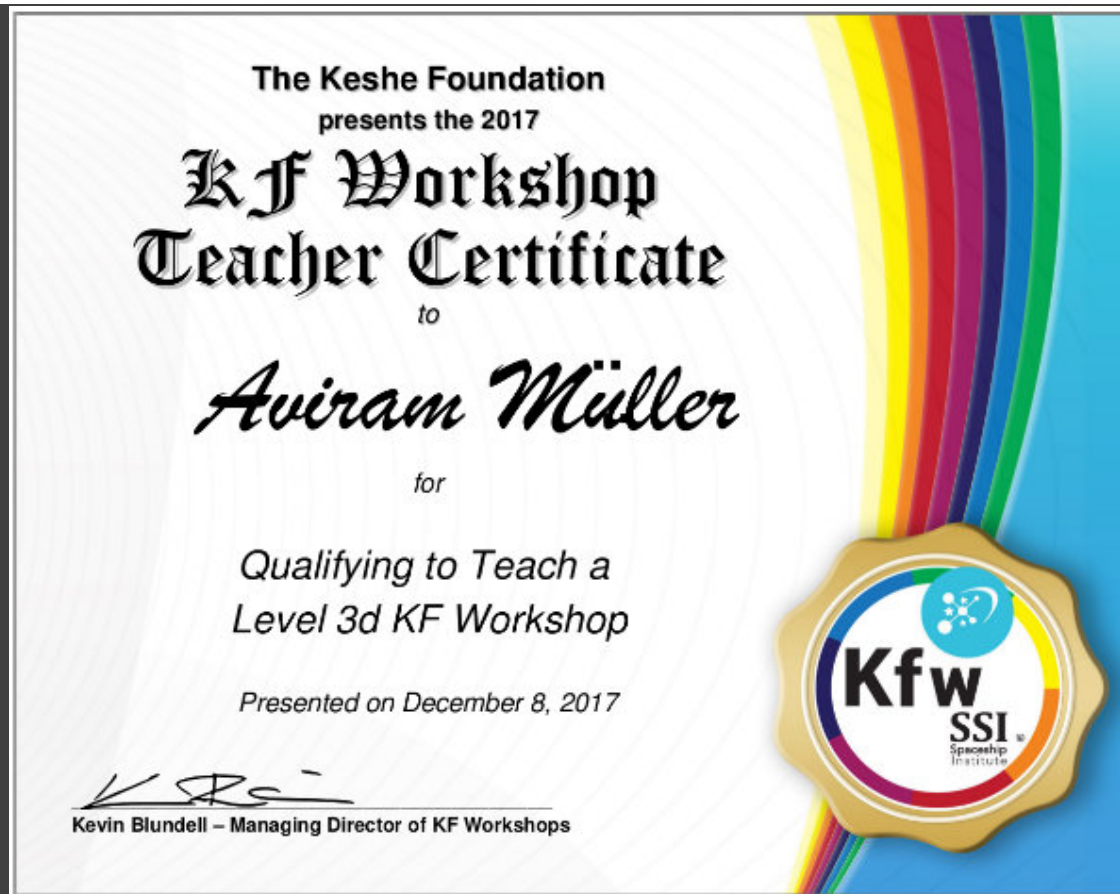 The Keshe Foundation
presents the 2017
KF Workshop
Teacher Certificate
to
Aviram Müller
for
Qualifying to Teach a
Level 3d KF Workshop
Presented on December 8, 2017
Kfw
SSI
Spaceship
Institute
Kevin Blundell – Managing Director of KF Workshops